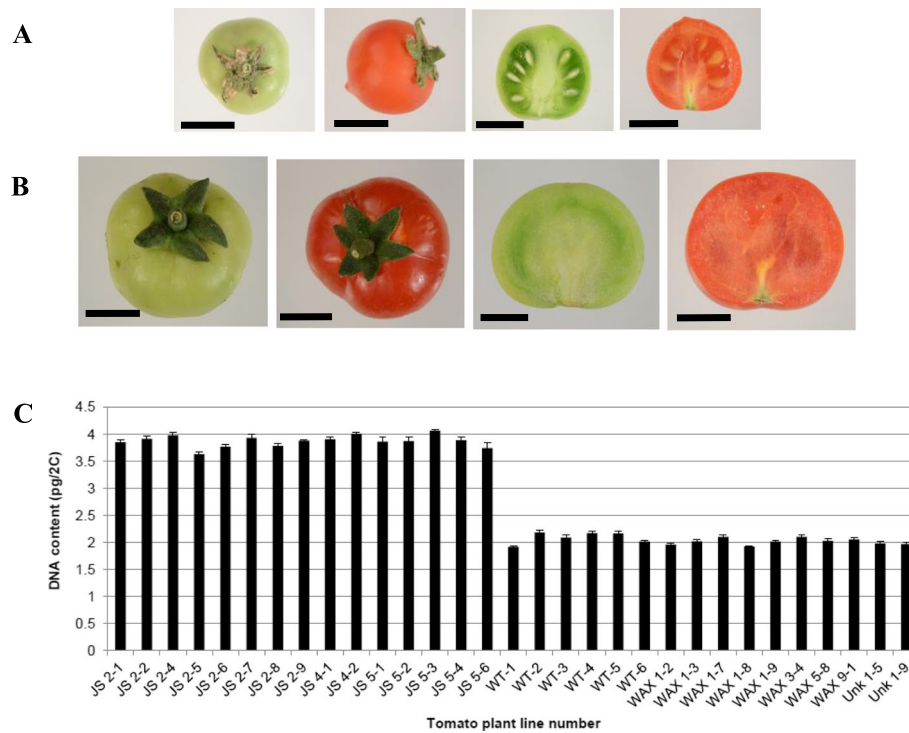 A
B
C
4.5
4
3.5
3
2.5
2
1.5
1
0.5
0
DNA content (pg/2C)
JS 2-1
JS 2-2
JS 2-4
JS 2-5
JS 2-6
JS 2-7
JS 2-8
JS 2-9
JS 4-1
JS 4-2
JS 5-1
JS 5-2
JS 5-3
JS 5-4
JS 5-6
WT-1
WT-2
WT-3
WT-4
WT-5
WT-6
WAX 1-2
WAX 1-3
WAX 1-7
WAX 1-8
WAX 1-9
WAX 3-4
WAX 5-8
WAX 9-1
Unk 1-5
Unk 1-9
Tomato plant line number